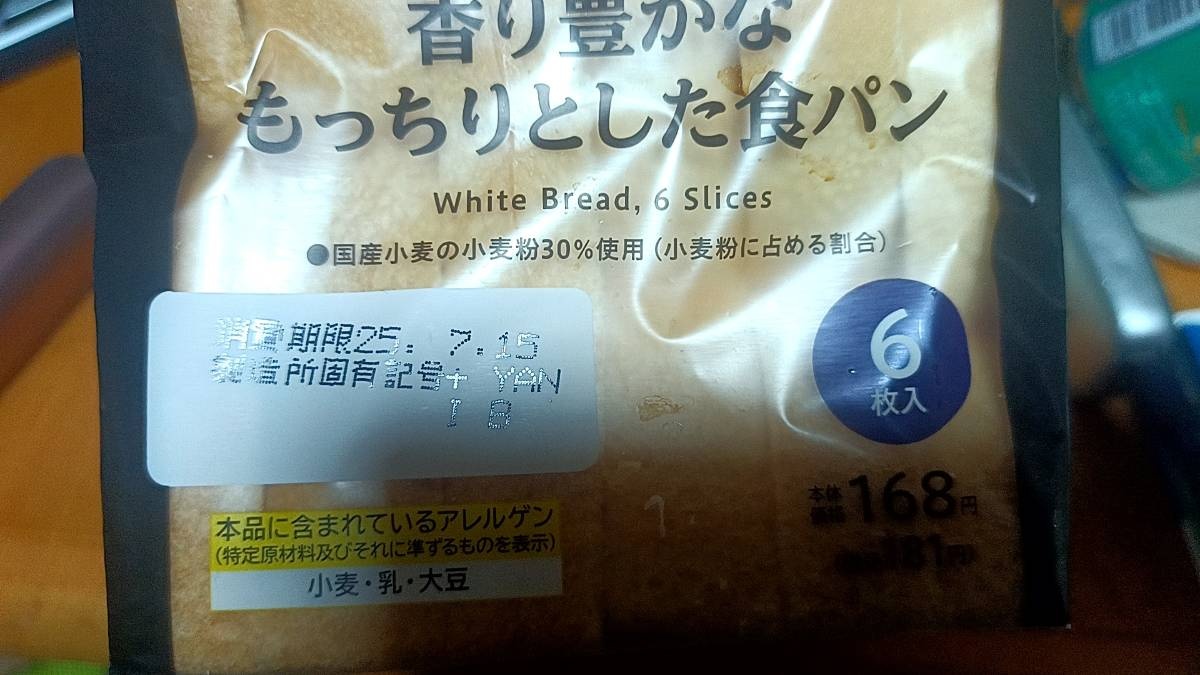 香り豊かな
もっちりとした食パン
White Bread, 6 Slices
●国産小麦の小麦粉30%使用（小麦粉に占める割合）
消費期限25. 7.15
製造所固有記号+ YAN
I B
6
枚入
本体価格168円
181円
本品に含まれているアレルゲン
（特定原材料及びそれに準ずるものを表示）
小麦・乳・大豆